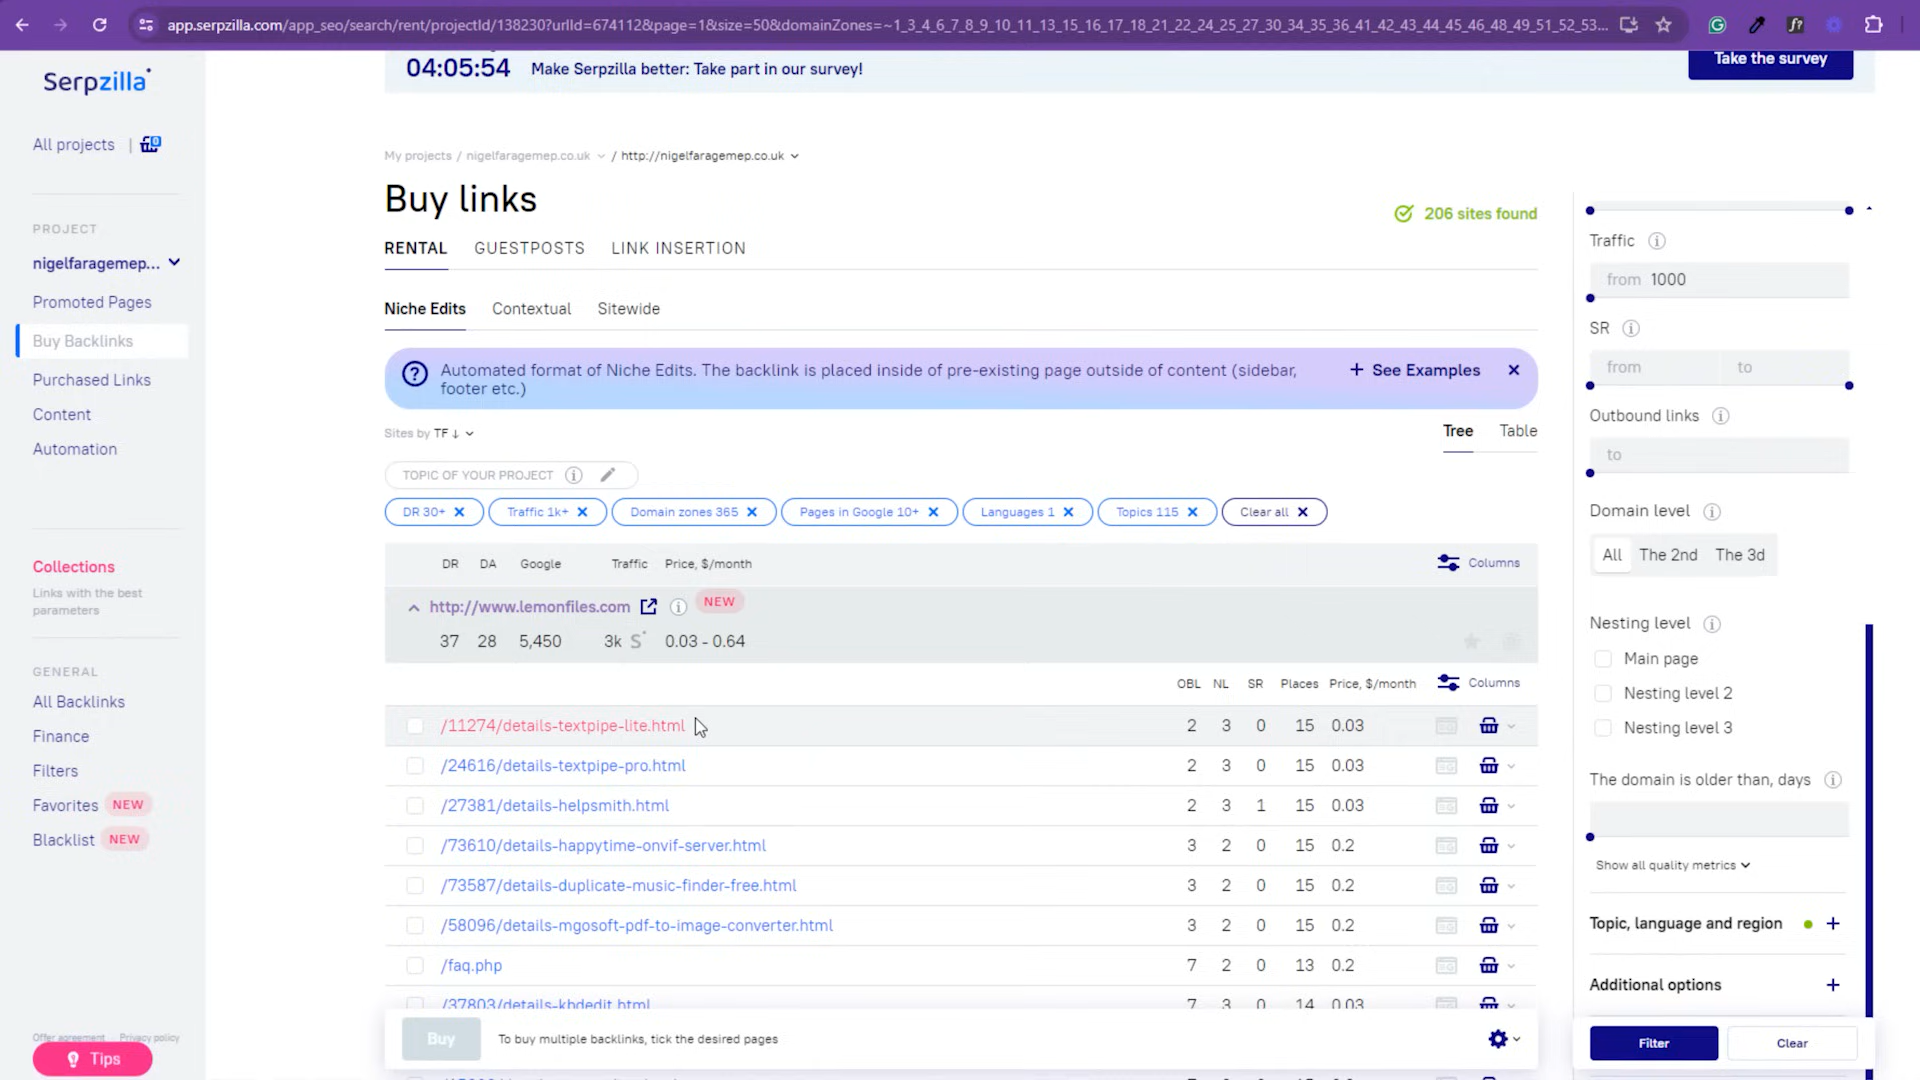 app.serpzilla.com/app_seo/search/rent/projectId/138230?urlId=674112&page=1&size=50&domainZones=~1_3_4_6_7_8_9_10_11_13_15_16_17_18_21_22_24_25_27_30_34_35_36_41_42_43_44_45_46_48_49_51_52_53...
Serpzilla
04:05:54 Make Serpzilla better: Take part in our survey!
Take the survey
All projects | 0
PROJECT
nigelfaragemep...
Promoted Pages
Buy Backlinks
Purchased Links
Content
Automation
Collections
Links with the best
parameters
GENERAL
All Backlinks
Finance
Filters
Favorites NEW
Blacklist NEW
Offer agreement Privacy policy
Tips
My projects / nigelfaragemep.co.uk / http://nigelfaragemep.co.uk
Buy links
206 sites found
RENTAL GUESTPOSTS LINK INSERTION
Niche Edits Contextual Sitewide
Automated format of Niche Edits. The backlink is placed inside of pre-existing page outside of content (sidebar,
footer etc.)
+ See Examples
Sites by TF ↓
Tree Table
TOPIC OF YOUR PROJECT
DR 30+ Traffic 1k+ Domain zones 365 Pages in Google 10+ Languages 1 Topics 115 Clear all
DR DA Google Traffic Price, $/month Columns
http://www.lemonfiles.com NEW
37 28 5,450 3k S 0.03 - 0.64
OBL NL SR Places Price, $/month Columns
/11274/details-textpipe-lite.html 2 3 0 15 0.03
/24616/details-textpipe-pro.html 2 3 0 15 0.03
/27381/details-helpsmith.html 2 3 1 15 0.03
/73610/details-happytime-onvif-server.html 3 2 0 15 0.2
/73587/details-duplicate-music-finder-free.html 3 2 0 15 0.2
/58096/details-mgosoft-pdf-to-image-converter.html 3 2 0 15 0.2
/faq.php 7 2 0 13 0.2
/37803/details-kbdedit.html 7 3 0 14 0.03
Buy To buy multiple backlinks, tick the desired pages
Traffic
from 1000
SR
from to
Outbound links
to
Domain level
All The 2nd The 3d
Nesting level
Main page
Nesting level 2
Nesting level 3
The domain is older than, days
Show all quality metrics
Topic, language and region +
Additional options +
Filter Clear